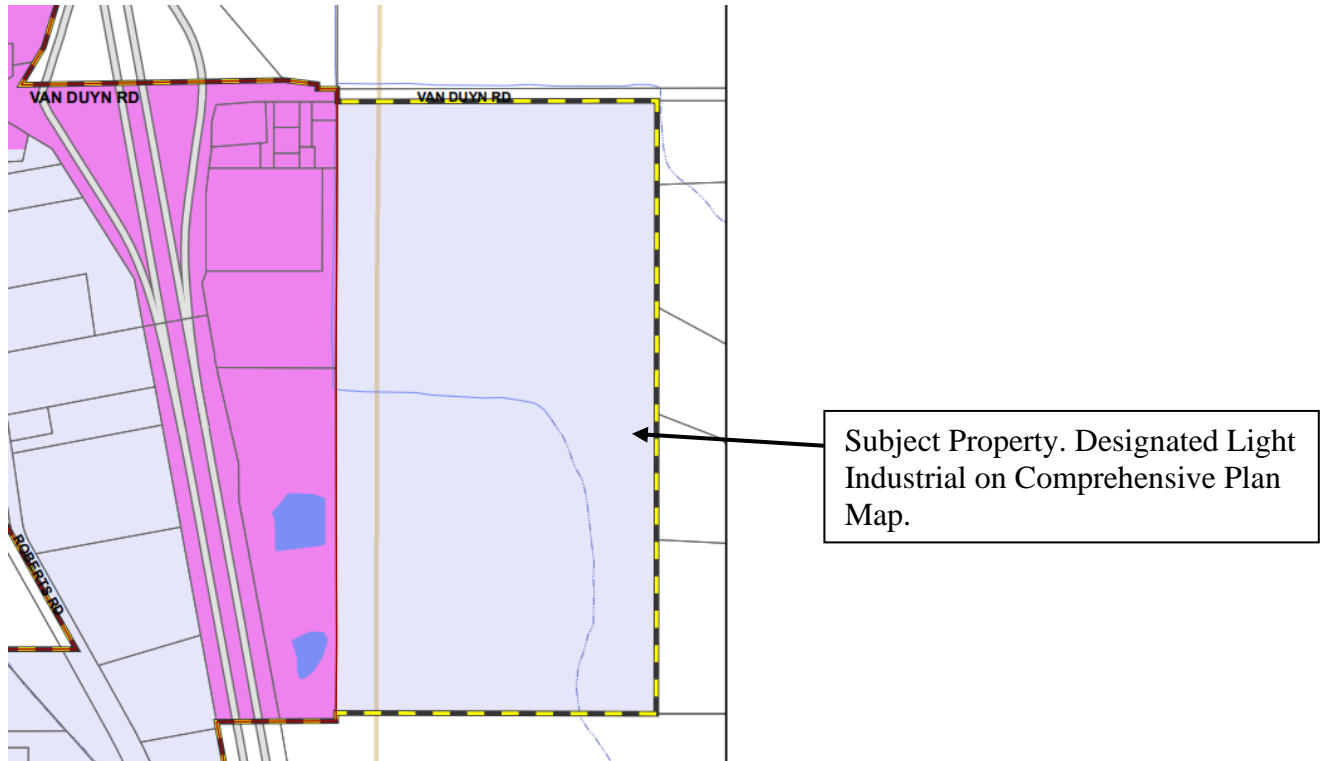 VAN DUYN RD
VAN DUYN RD
Subject Property. Designated Light
Industrial on Comprehensive Plan
Map.
ROBERTS RD